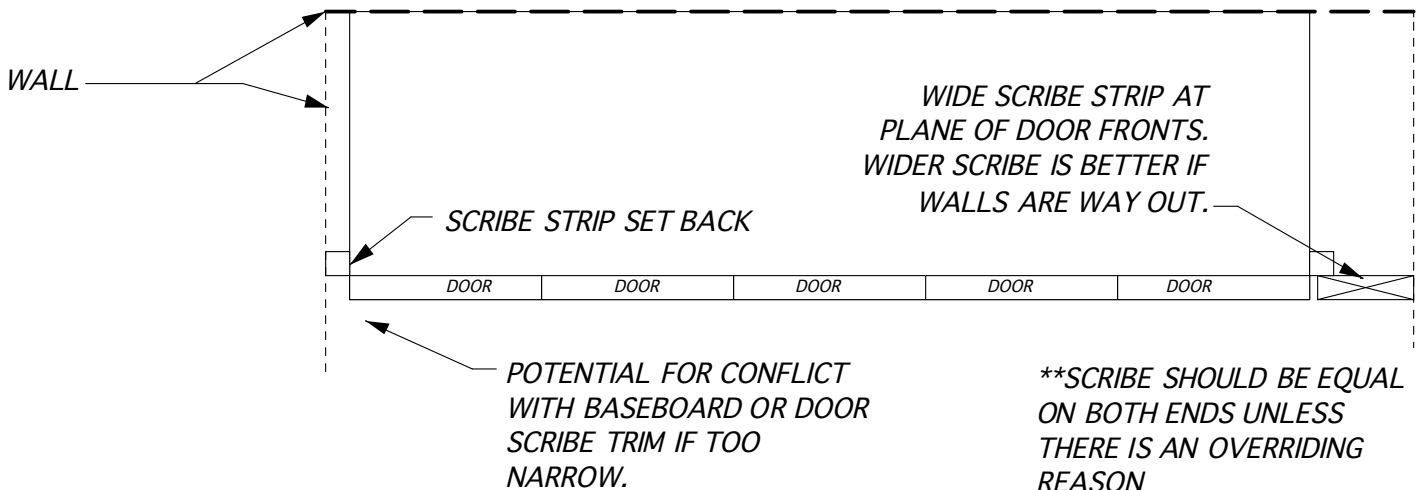 WALL
WIDE SCRIBE STRIP AT
PLANE OF DOOR FRONTS.
WIDER SCRIBE IS BETTER IF
WALLS ARE WAY OUT.
SCRIBE STRIP SET BACK
DOOR DOOR DOOR DOOR DOOR
POTENTIAL FOR CONFLICT
WITH BASEBOARD OR DOOR
SCRIBE TRIM IF TOO
NARROW.
**SCRIBE SHOULD BE EQUAL
ON BOTH ENDS UNLESS
THERE IS AN OVERRIDING
REASON